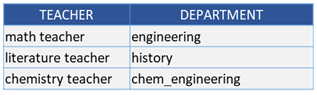 TEACHER DEPARTMENT
math teacher engineering
literature teacher history
chemistry teacher chem_engineering